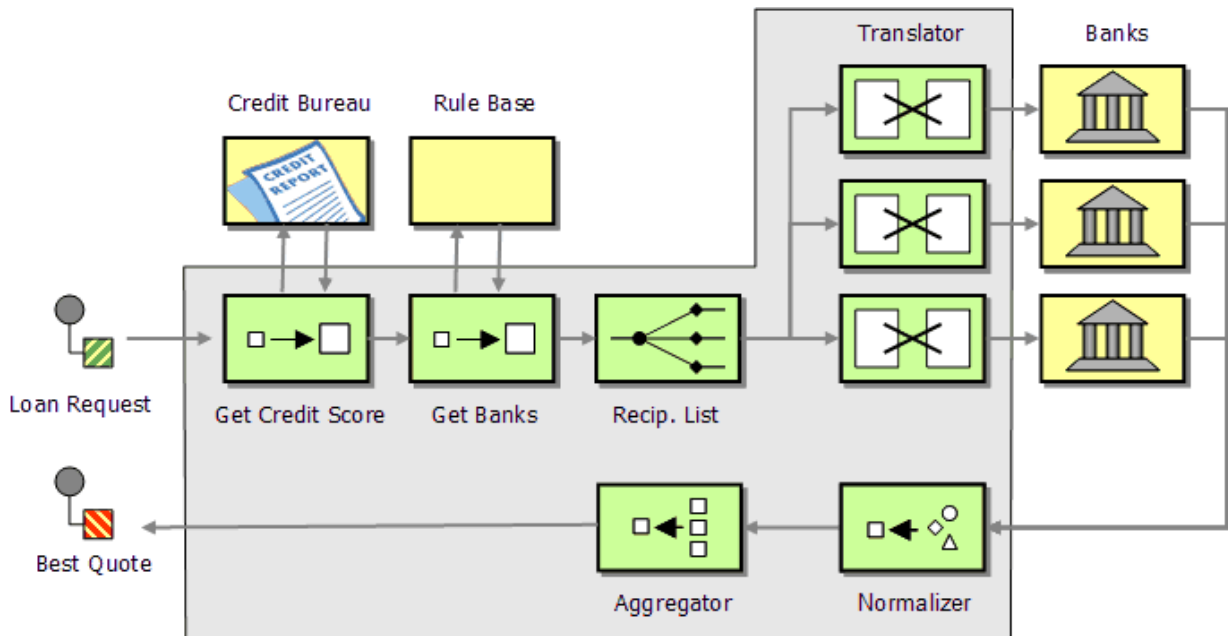 Translator
Banks
Credit Bureau
Rule Base
CREDIT
REPORT
Loan Request
Get Credit Score
Get Banks
Recip. List
Best Quote
Aggregator
Normalizer